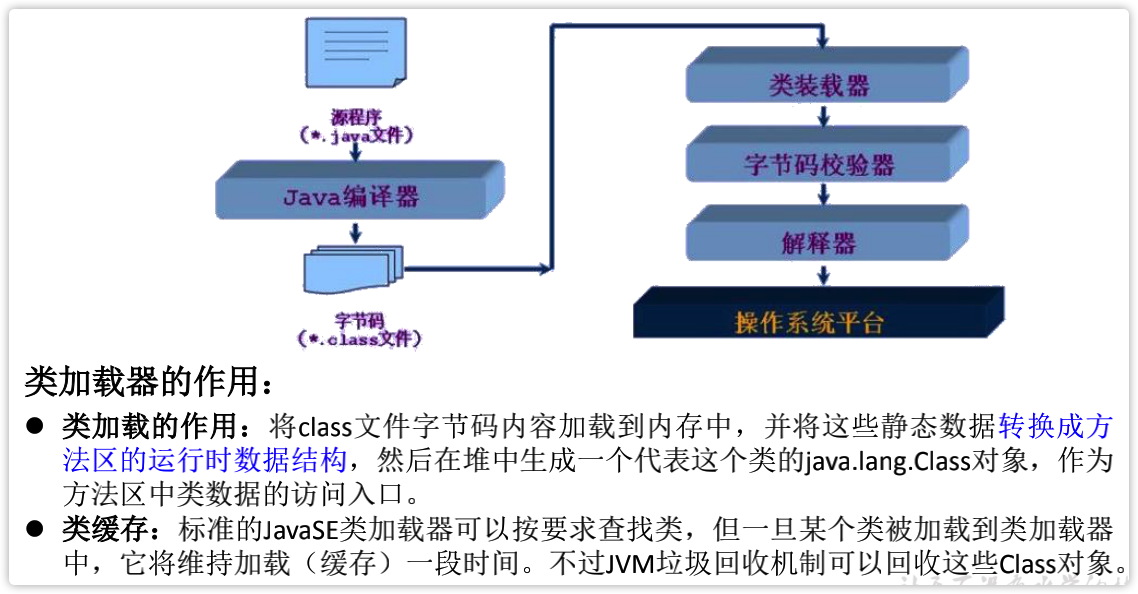 源程序
(*.java文件)
Java编译器
字节码
(*.class文件)
类装载器
字节码校验器
解释器
操作系统平台
类加载器的作用：
● 类加载的作用：将class文件字节码内容加载到内存中，并将这些静态数据转换成方
法区的运行时数据结构，然后在堆中生成一个代表这个类的java.lang.Class对象，作为
方法区中类数据的访问入口。
● 类缓存：标准的JavaSE类加载器可以按要求查找类，但一旦某个类被加载到类加载器
中，它将维持加载（缓存）一段时间。不过JVM垃圾回收机制可以回收这些Class对象。